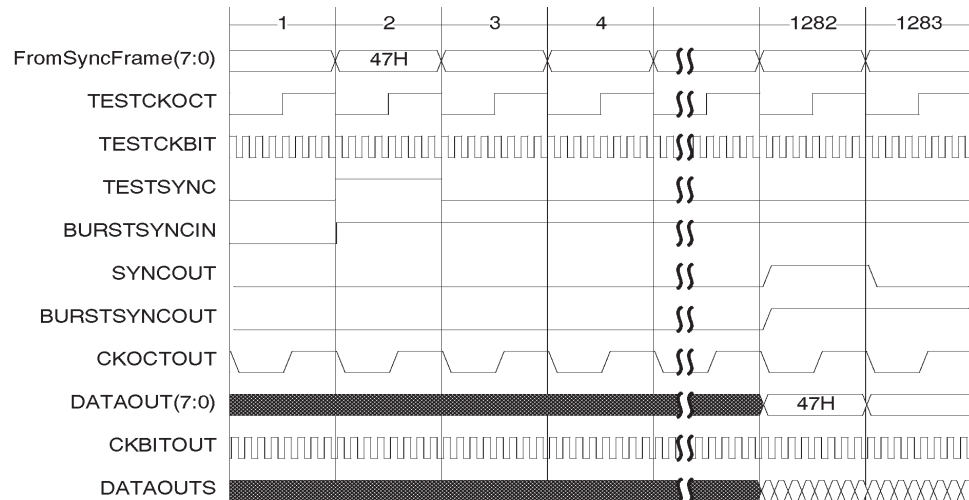 1 2 3 4 1282 1283
FromSyncFrame(7:0) 47H
TESTCKOCT
TESTCKBIT
TESTSYNC
BURSTSYNCIN
SYNCOUT
BURSTSYNCOUT
CKOCTOUT
DATAOUT(7:0) 47H
CKBITOUT
DATAOUTS